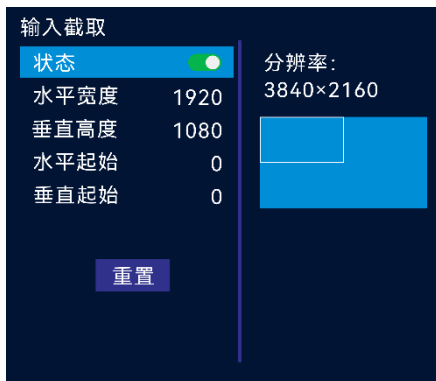 输入截取
状态
水平宽度 1920
垂直高度 1080
水平起始 0
垂直起始 0
重置
分辨率:
3840×2160